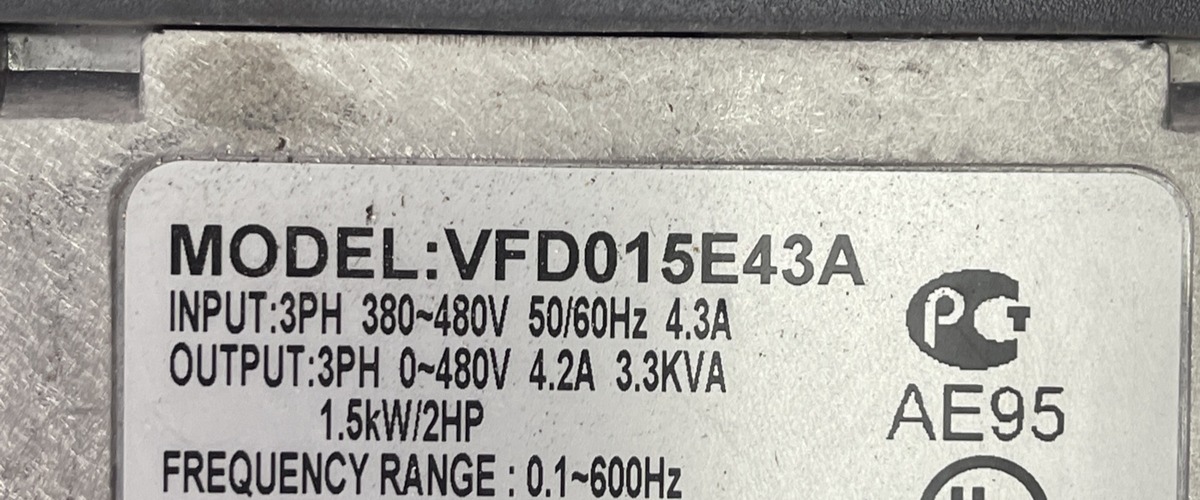 MODEL:VFD015E43A
INPUT:3PH 380~480V 50/60Hz 4.3A
OUTPUT:3PH 0~480V 4.2A 3.3KVA
1.5kW/2HP
FREQUENCY RANGE : 0.1~600Hz
PG
AE95